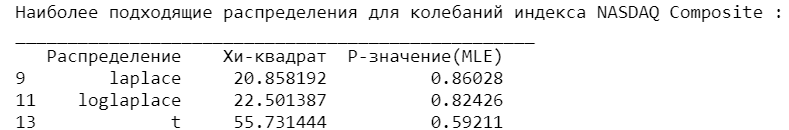 Наиболее подходящие распределения для колебаний индекса NASDAQ Composite :
__________________________________________________
Распределение Хи-квадрат P-значение(MLE)
9 laplace 20.858192 0.86028
11 loglaplace 22.501387 0.82426
13 t 55.731444 0.59211